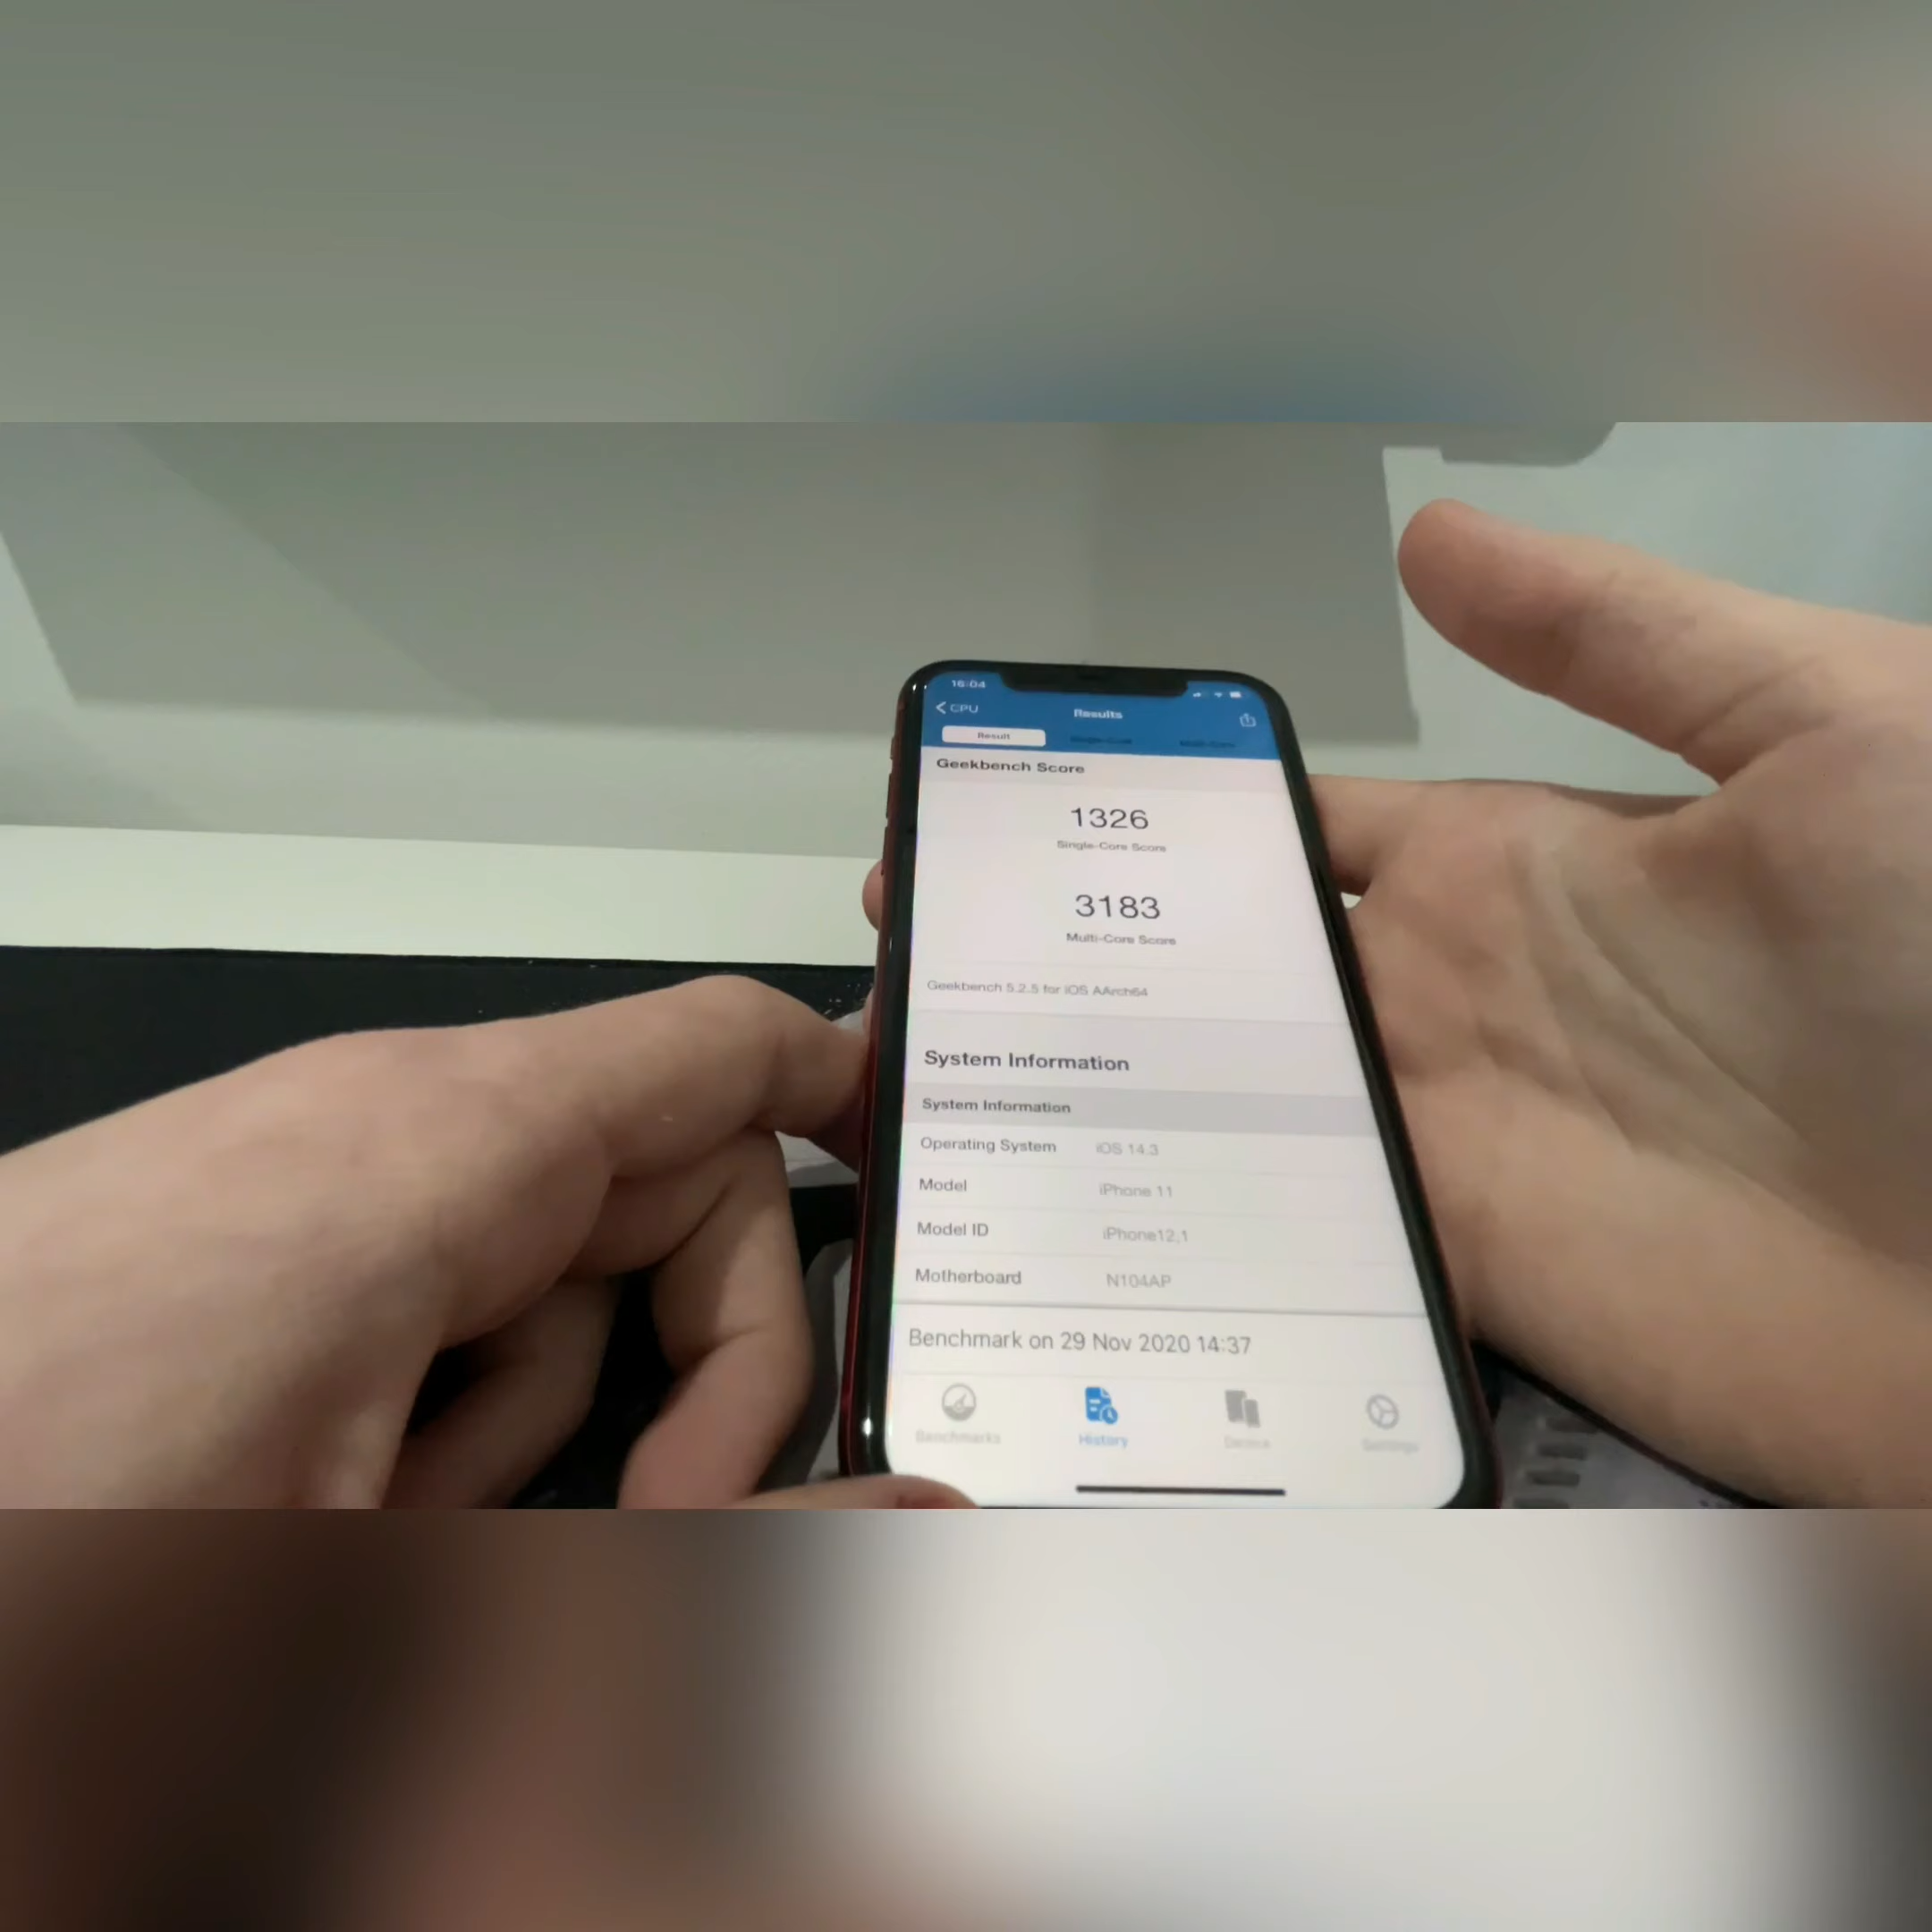 16:04
CPU
Results
Result
Geekbench Score
1326
Single-Core Score
3183
Multi-Core Score
Geekbench 5.2.5 for iOS AArch64
System Information
System Information
Operating System iOS 14.3
Model iPhone 11
Model ID iPhone12,1
Motherboard N104AP
Benchmark on 29 Nov 2020 14:37
Benchmarks History Settings